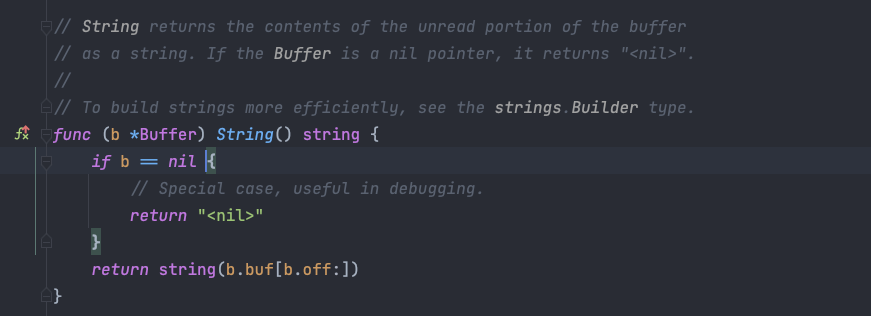 // String returns the contents of the unread portion of the buffer
// as a string. If the Buffer is a nil pointer, it returns "<nil>".
//
// To build strings more efficiently, see the strings.Builder type.
func (b *Buffer) String() string {
    if b == nil {
        // Special case, useful in debugging.
        return "<nil>"
    }
    return string(b.buf[b.off:])
}